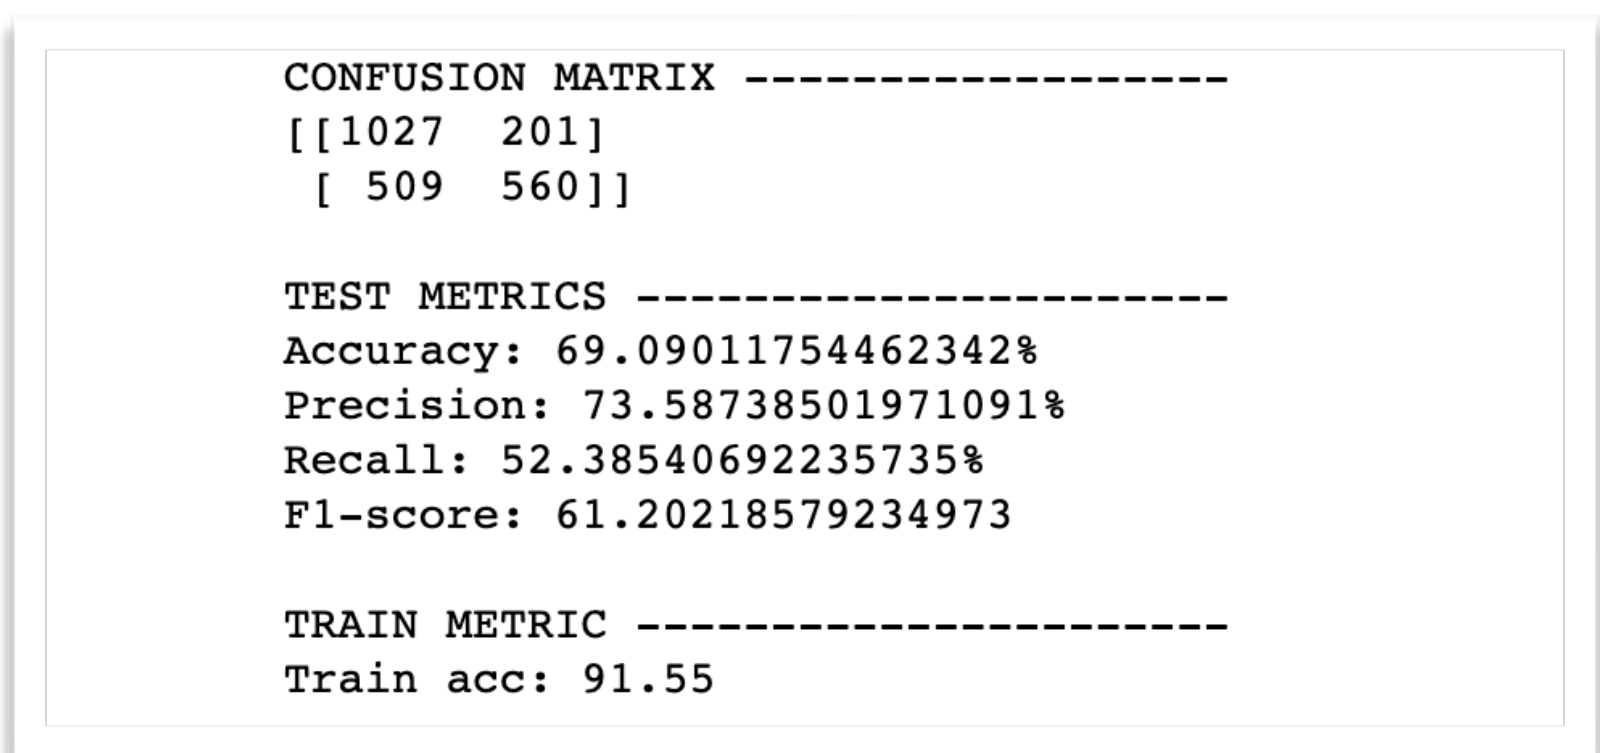 CONFUSION MATRIX ------------------
[[1027  201]
 [ 509  560]]
TEST METRICS ----------------------
Accuracy: 69.09011754462342%
Precision: 73.58738501971091%
Recall: 52.38540692235735%
F1-score: 61.20218579234973
TRAIN METRIC ----------------------
Train acc: 91.55